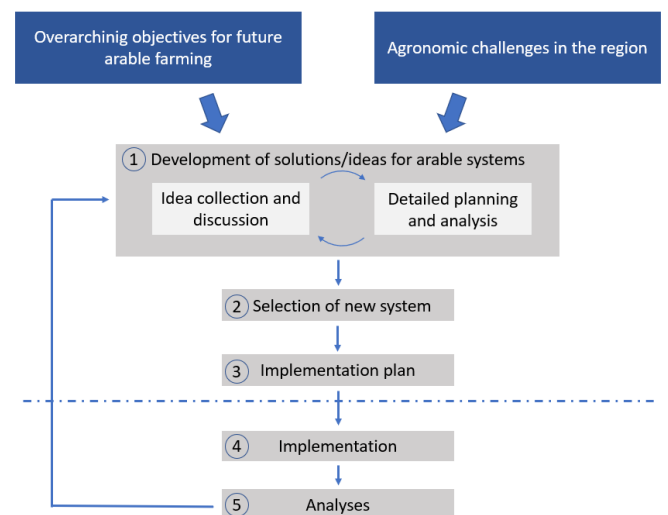 Overarching objectives for future
arable farming
Agronomic challenges in the region
1 Development of solutions/ideas for arable systems
Idea collection and
discussion
Detailed planning
and analysis
2 Selection of new system
3 Implementation plan
4 Implementation
5 Analyses